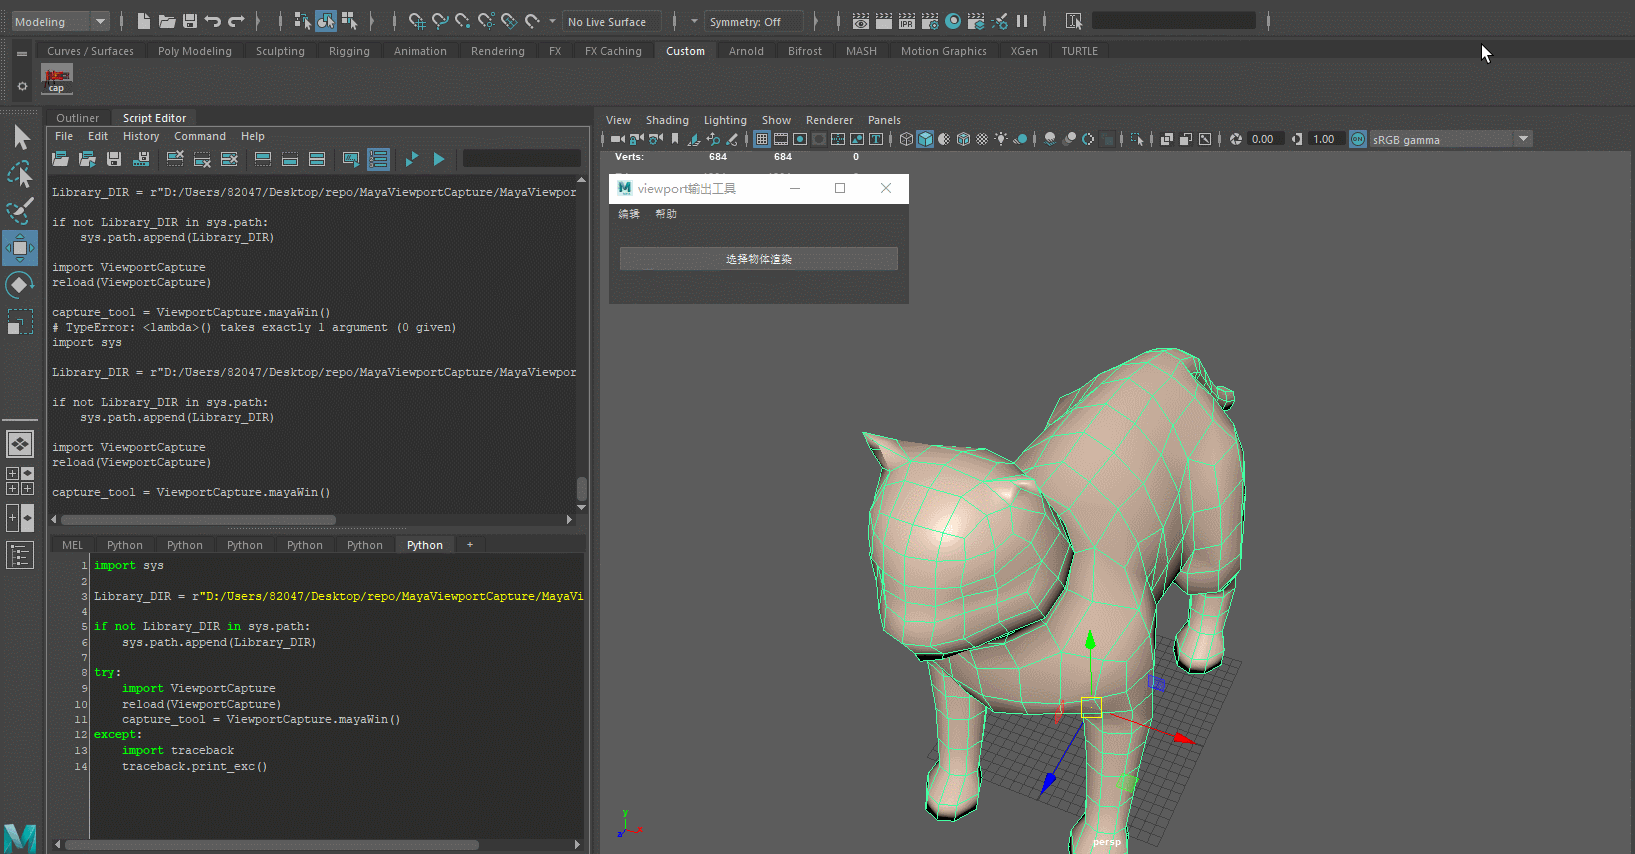 Modeling
No Live Surface
Symmetry: Off
IPR
Curves / Surfaces
Poly Modeling
Sculpting
Rigging
Animation
Rendering
FX
FX Caching
Custom
Arnold
Bifrost
MASH
Motion Graphics
XGen
TURTLE
cap
Outliner
Script Editor
File
Edit
History
Command
Help
Library_DIR = r"D:/Users/82047/Desktop/repo/MayaViewportCapture/MayaViewpor
if not Library_DIR in sys.path:
    sys.path.append(Library_DIR)
import ViewportCapture
reload(ViewportCapture)
capture_tool = ViewportCapture.mayaWin()
# TypeError: <lambda>() takes exactly 1 argument (0 given)
import sys
Library_DIR = r"D:/Users/82047/Desktop/repo/MayaViewportCapture/MayaViewpor
if not Library_DIR in sys.path:
    sys.path.append(Library_DIR)
import ViewportCapture
reload(ViewportCapture)
capture_tool = ViewportCapture.mayaWin()
MEL
Python
Python
Python
Python
Python
Python
+
1 import sys
2
3 Library_DIR = r"D:/Users/82047/Desktop/repo/MayaViewportCapture/MayaVi
4
5 if not Library_DIR in sys.path:
6     sys.path.append(Library_DIR)
7
8 try:
9     import ViewportCapture
10     reload(ViewportCapture)
11     capture_tool = ViewportCapture.mayaWin()
12 except:
13     import traceback
14     traceback.print_exc()
View
Shading
Lighting
Show
Renderer
Panels
0.00
1.00
ON
sRGB gamma
Verts: 684 684 0
viewport输出工具
编辑
帮助
选择物体渲染
y
z
x
persp